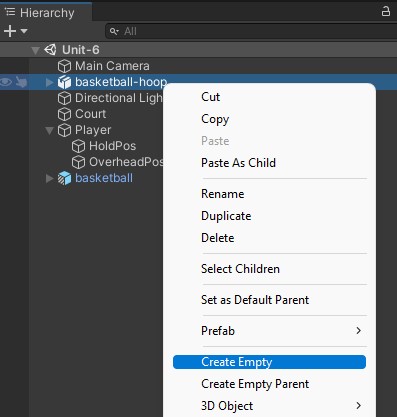 Hierarchy
All
Unit-6
Main Camera
basketball-hoop
Directional Ligh
Court
Player
HoldPos
OverheadPos
basketball
Cut
Copy
Paste
Paste As Child
Rename
Duplicate
Delete
Select Children
Set as Default Parent
Prefab
Create Empty
Create Empty Parent
3D Object